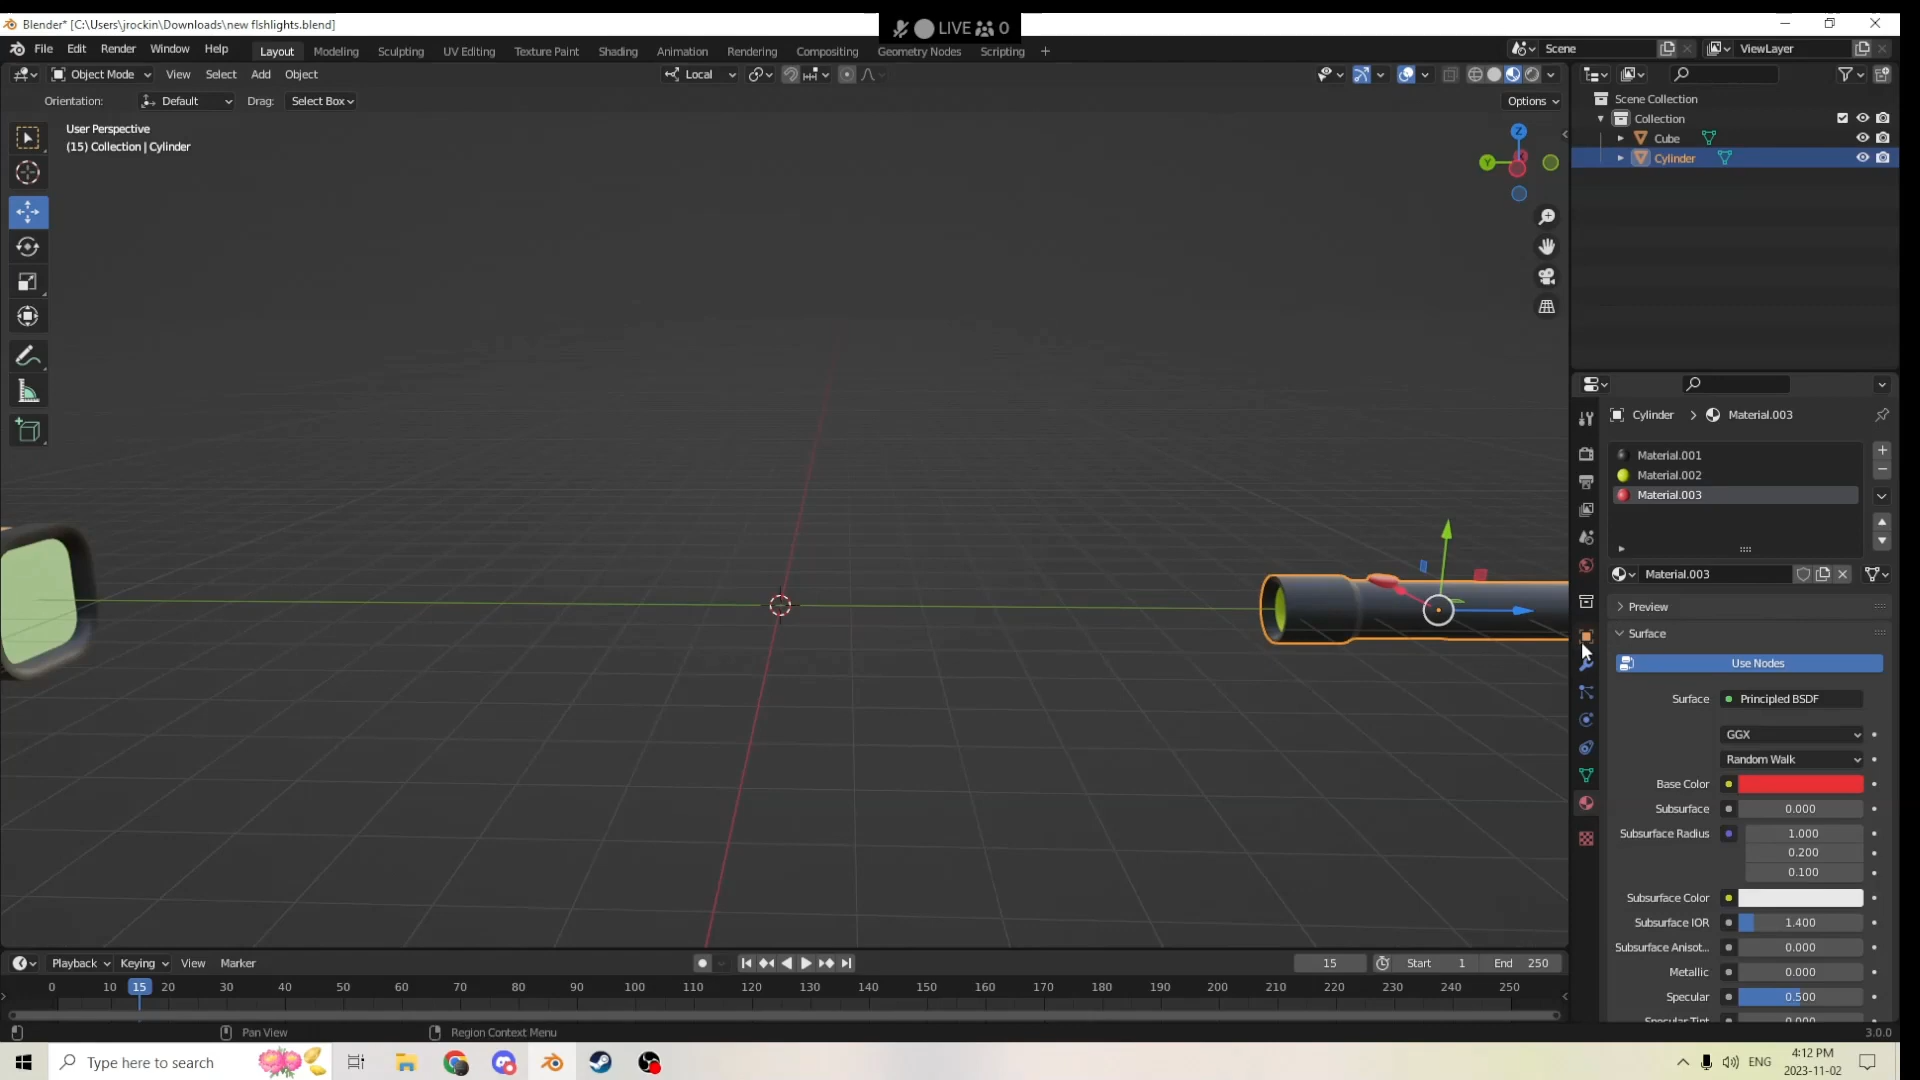 Blender* [C:\Users\jrockin\Downloads\new flshlights.blend]
LIVE 0
File Edit Render Window Help
Layout Modeling Sculpting UV Editing Texture Paint Shading Animation Rendering Compositing Geometry Nodes Scripting +
Scene ViewLayer
Object Mode View Select Add Object Local
Orientation: Default Drag: Select Box Options
User Perspective
(15) Collection | Cylinder
Z
Y
Scene Collection
Collection
Cube
Cylinder
Cylinder > Material.003
Material.001
Material.002
Material.003
Material.003
Preview
Surface
Use Nodes
Surface Principled BSDF
GGX
Random Walk
Base Color
Subsurface 0.000
Subsurface Radius 1.000
0.200
0.100
Subsurface Color
Subsurface IOR 1.400
Subsurface Anisot... 0.000
Metallic 0.000
Specular 0.500
Specular Tint 0.000
Playback Keying View Marker 15 Start 1 End 250
0 10 15 20 30 40 50 60 70 80 90 100 110 120 130 140 150 160 170 180 190 200 210 220 230 240 250
Pan View Region Context Menu 3.0.0
Type here to search ENG 4:12 PM
2023-11-02